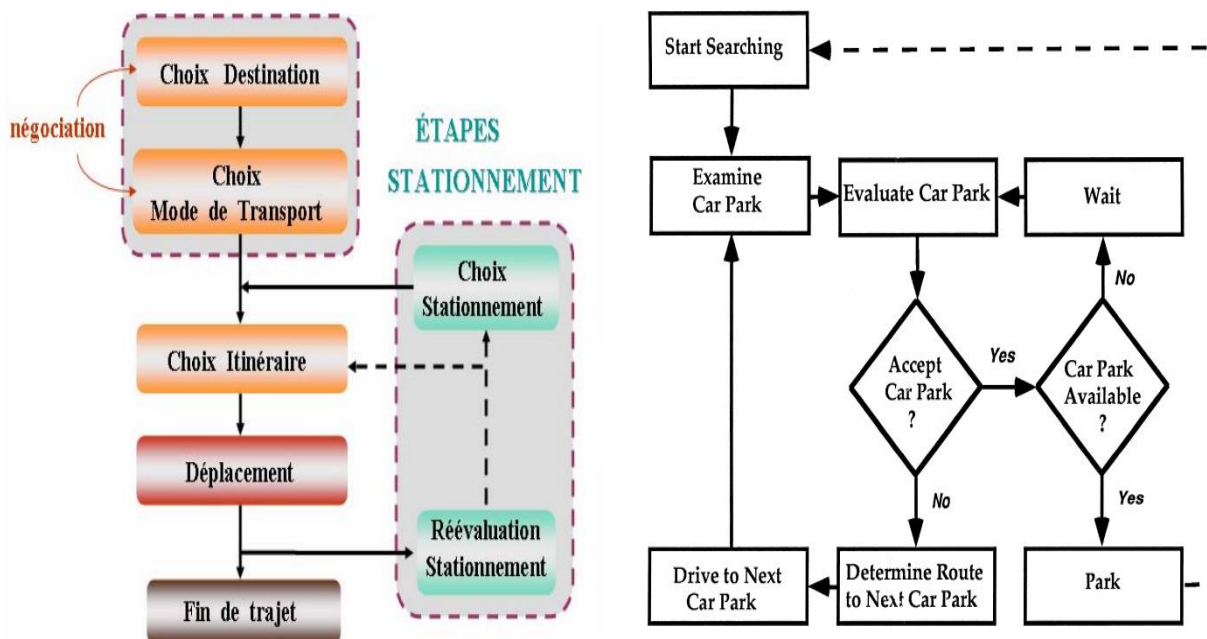 Choix Destination
négociation
Choix
Mode de Transport
ÉTAPES
STATIONNEMENT
Choix
Stationnement
Choix Itinéraire
Déplacement
Réévaluation
Stationnement
Fin de trajet
Start Searching
Examine
Car Park
Evaluate Car Park
Wait
No
Accept
Car Park
?
Yes
Car Park
Available
?
No
Yes
Drive to Next
Car Park
Determine Route
to Next Car Park
Park